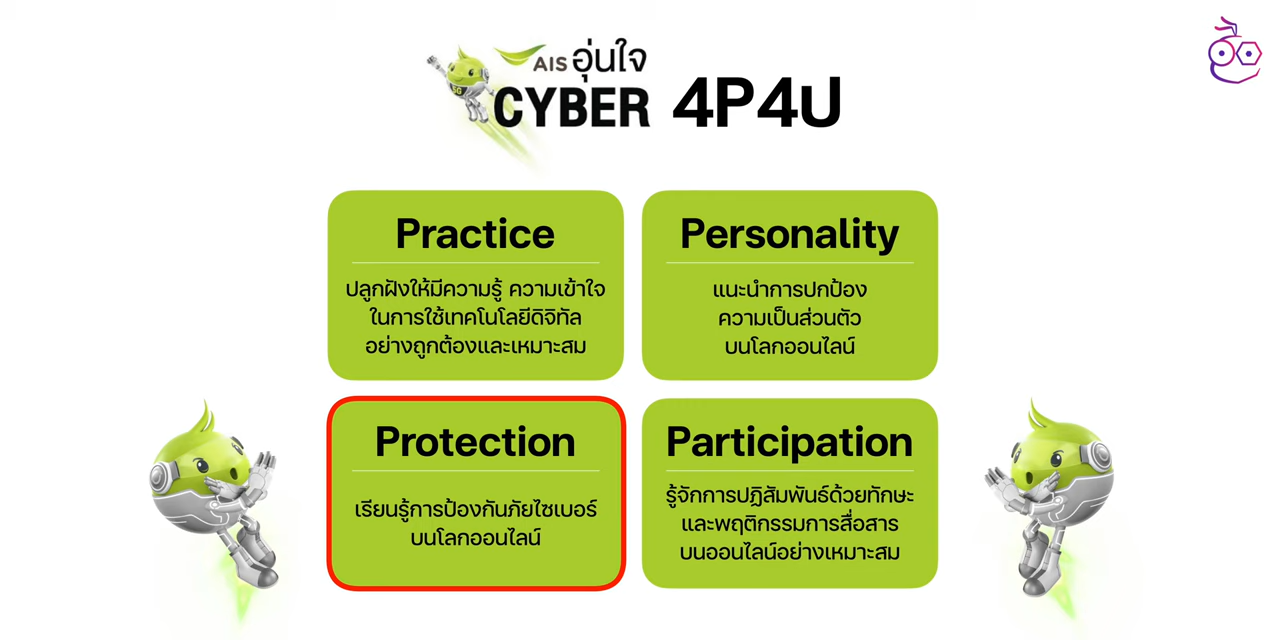 AIS อุ่นใจ
CYBER 4P4U
5G
Practice
ปลูกฝังให้มีความรู้ ความเข้าใจ
ในการใช้เทคโนโลยีดิจิทัล
อย่างถูกต้องและเหมาะสม
Personality
แนะนำการปกป้อง
ความเป็นส่วนตัว
บนโลกออนไลน์
Protection
เรียนรู้การป้องกันภัยไซเบอร์
บนโลกออนไลน์
Participation
รู้จักการปฏิสัมพันธ์ด้วยทักษะ
และพฤติกรรมการสื่อสาร
บนออนไลน์อย่างเหมาะสม